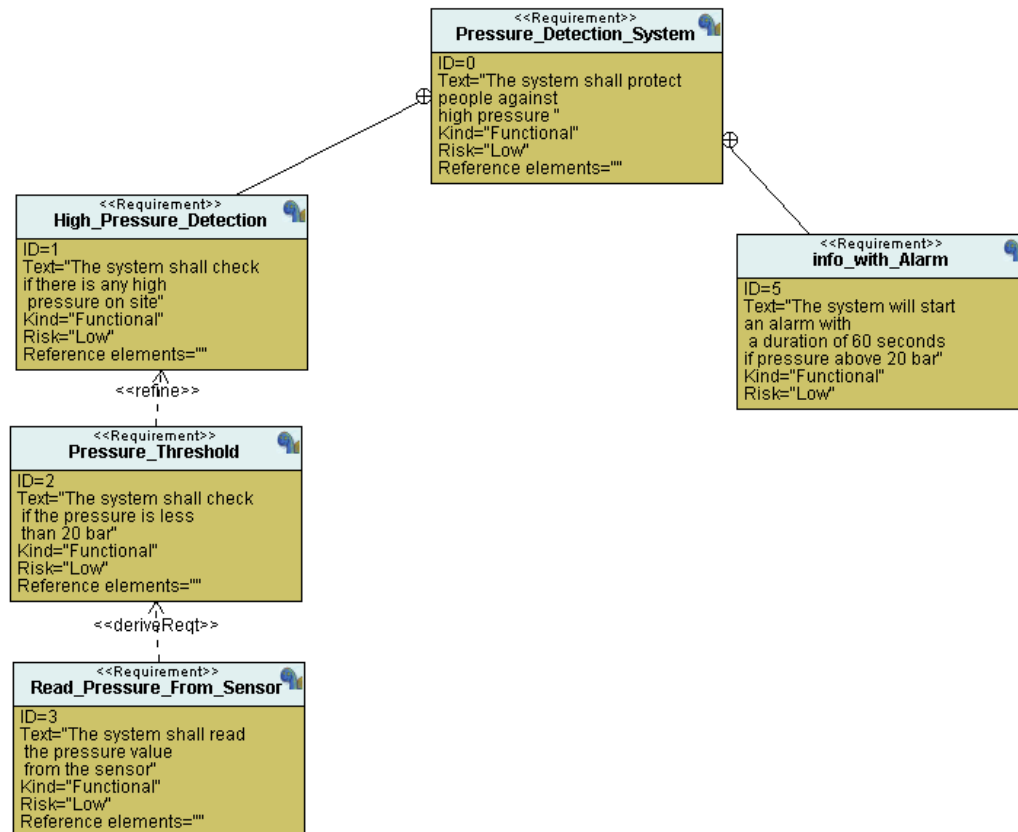 <<Requirement>>
Pressure_Detection_System
ID=0
Text="The system shall protect
people against
high pressure "
Kind="Functional"
Risk="Low"
Reference elements=""
<<Requirement>>
High_Pressure_Detection
ID=1
Text="The system shall check
if there is any high
pressure on site"
Kind="Functional"
Risk="Low"
Reference elements=""
<<Requirement>>
info_with_Alarm
ID=5
Text="The system will start
an alarm with
a duration of 60 seconds
if pressure above 20 bar"
Kind="Functional"
Risk="Low"
<<refine>>
<<Requirement>>
Pressure_Threshold
ID=2
Text="The system shall check
if the pressure is less
than 20 bar"
Kind="Functional"
Risk="Low"
Reference elements=""
<<deriveReqt>>
<<Requirement>>
Read_Pressure_From_Sensor
ID=3
Text="The system shall read
the pressure value
from the sensor"
Kind="Functional"
Risk="Low"
Reference elements=""